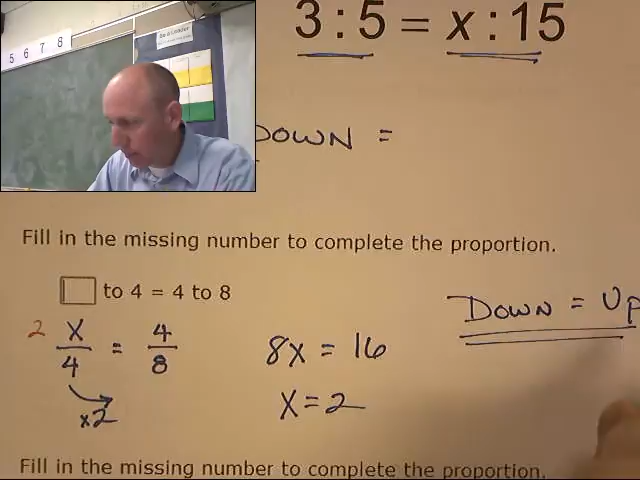 5 6 7 8
3 : 5 = x : 15
DOWN =
Fill in the missing number to complete the proportion.
to 4 = 4 to 8
DOWN = UP
2 x/4 = 4/8
8x = 16
x2
x = 2
Fill in the missing number to complete the proportion.